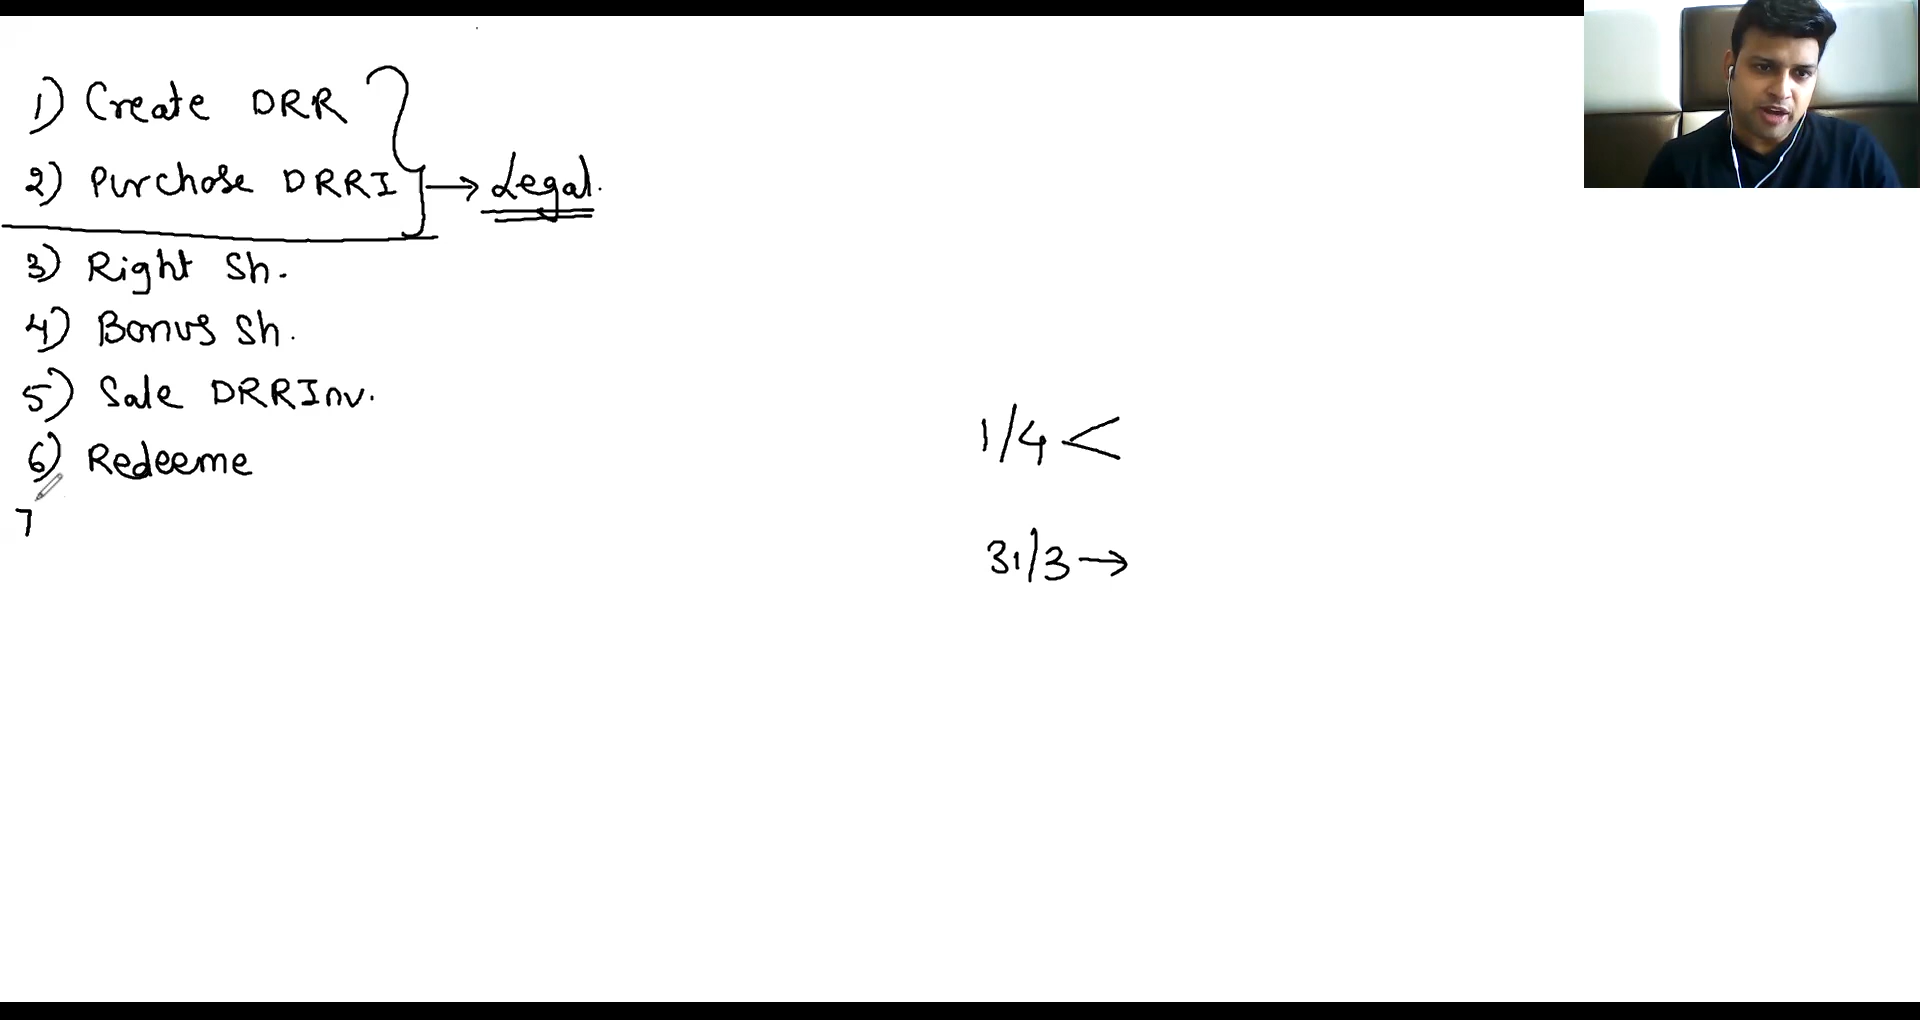 1) Create DRR
2) Purchose DRRI → Legal.
3) Right Sh.
4) Bonus Sh.
5) Sale DRRInv.
6) Redeeme
7
1/4 <
31/3 →